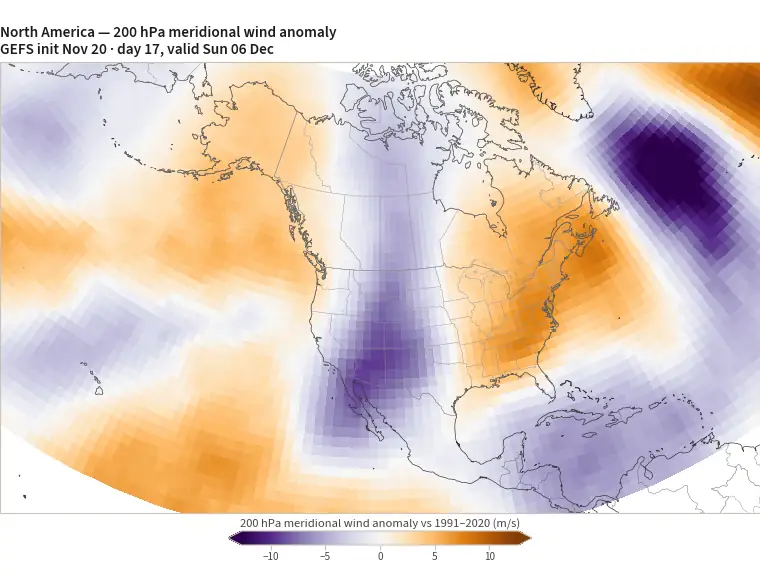 North America — 200 hPa meridional wind anomaly
GEFS init Nov 20 · day 17, valid Sun 06 Dec
200 hPa meridional wind anomaly vs 1991–2020 (m/s)
−10 −5 0 5 10